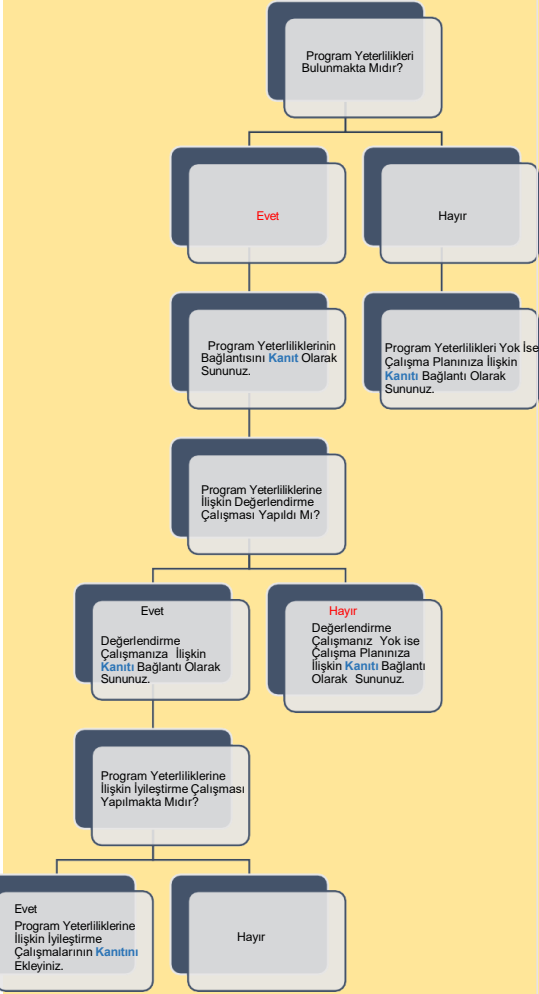 Program Yeterlilikleri
Bulunmakta Mıdır?
Evet
Hayır
Program Yeterliliklerinin
Bağlantısını Kanıt Olarak
Sununuz.
Program Yeterlilikleri Yok İse
Çalışma Planınıza İlişkin
Kanıtı Bağlantı Olarak
Sununuz.
Program Yeterliliklerine
İlişkin Değerlendirme
Çalışması Yapıldı Mı?
Evet
Değerlendirme
Çalışmanıza İlişkin
Kanıtı Bağlantı Olarak
Sununuz.
Hayır
Değerlendirme
Çalışmanız Yok ise
Çalışma Planınıza
İlişkin Kanıtı Bağlantı
Olarak Sununuz.
Program Yeterliliklerine
İlişkin İyileştirme Çalışması
Yapılmakta Mıdır?
Evet
Program Yeterliliklerine
İlişkin İyileştirme
Çalışmalarının Kanıtını
Ekleyiniz.
Hayır